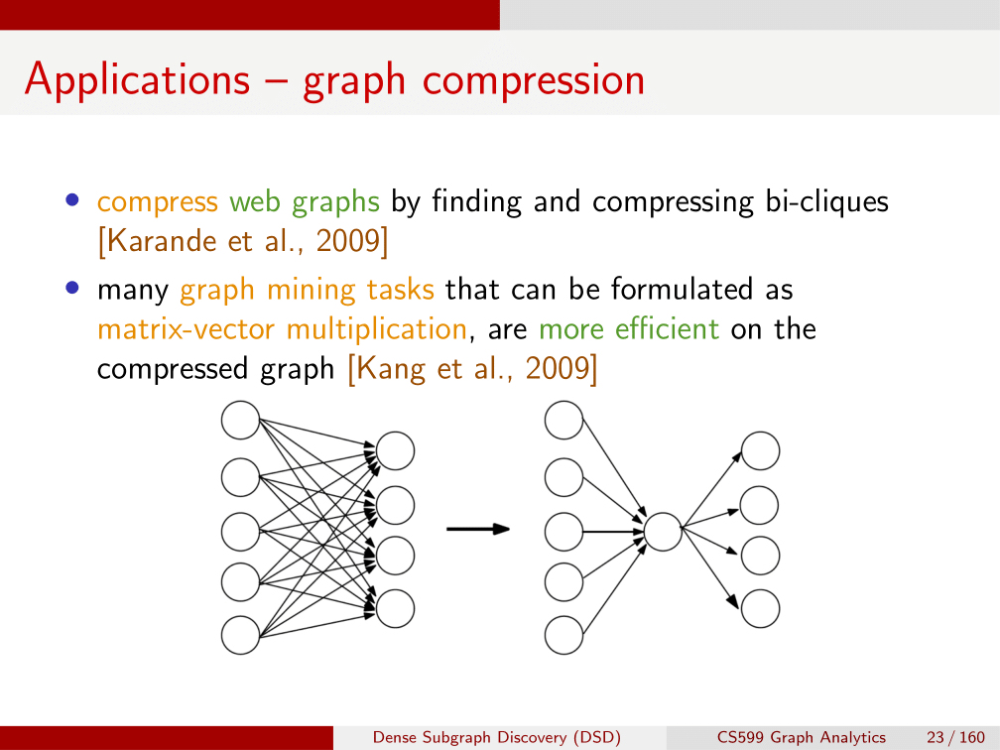 Applications – graph compression
• compress web graphs by finding and compressing bi-cliques
[Karande et al., 2009]
• many graph mining tasks that can be formulated as
matrix-vector multiplication, are more efficient on the
compressed graph [Kang et al., 2009]
Dense Subgraph Discovery (DSD) CS599 Graph Analytics 23 / 160